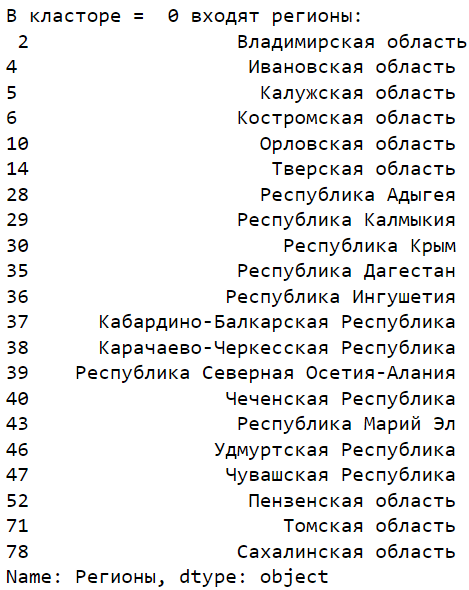 В класторе =  0 входят регионы:
 2                  Владимирская область
4                    Ивановская область
5                     Калужская область
6                   Костромская область
10                    Орловская область
14                     Тверская область
28                    Республика Адыгея
29                  Республика Калмыкия
30                      Республика Крым
35                  Республика Дагестан
36                 Республика Ингушетия
37      Кабардино-Балкарская Республика
38      Карачаево-Черкесская Республика
39    Республика Северная Осетия-Алания
40                 Чеченская Республика
43                  Республика Марий Эл
46                Удмуртская Республика
47                 Чувашская Республика
52                   Пензенская область
71                      Томская область
78                  Сахалинская область
Name: Регионы, dtype: object